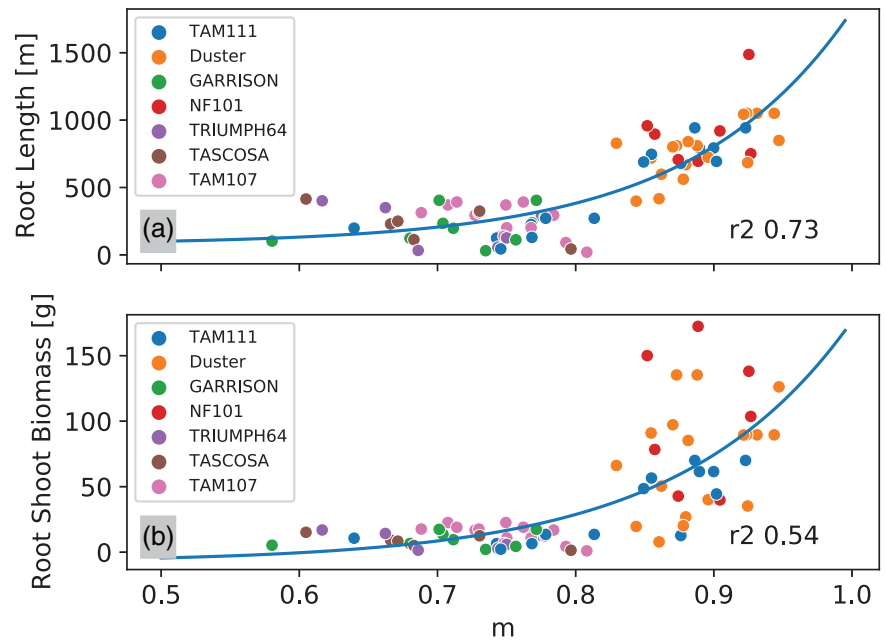 Root Length [m]
1500
1000
500
0
TAM111
Duster
GARRISON
NF101
TRIUMPH64
TASCOSA
TAM107
(a)
r2 0.73
Root Shoot Biomass [g]
150
100
50
0
TAM111
Duster
GARRISON
NF101
TRIUMPH64
TASCOSA
TAM107
(b)
r2 0.54
0.5 0.6 0.7 0.8 0.9 1.0
m